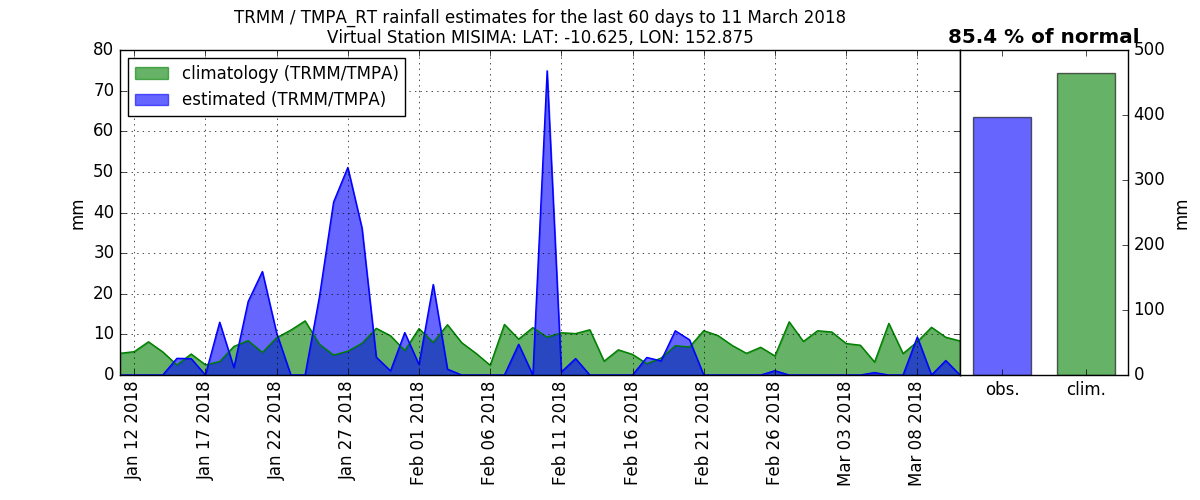 TRMM / TMPA_RT rainfall estimates for the last 60 days to 11 March 2018
Virtual Station MISIMA: LAT: -10.625, LON: 152.875
85.4 % of normal
climatology (TRMM/TMPA)
estimated (TRMM/TMPA)
80
70
60
50
40
30
20
10
0
mm
Jan 12 2018
Jan 17 2018
Jan 22 2018
Jan 27 2018
Feb 01 2018
Feb 06 2018
Feb 11 2018
Feb 16 2018
Feb 21 2018
Feb 26 2018
Mar 03 2018
Mar 08 2018
500
400
300
200
100
0
mm
obs.
clim.